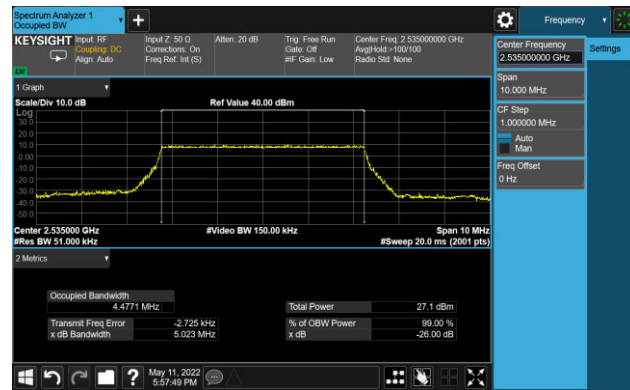 Spectrum Analyzer 1
Occupied BW
Frequency
KEYSIGHT
Input: RF
Coupling: DC
Align: Auto
Input Z: 50 Ω
Corrections: On
Freq Ref: Int (S)
Atten: 20 dB
Trig: Free Run
Gate: Off
#IF Gain: Low
Center Freq: 2.535000000 GHz
Avg|Hold:>100/100
Radio Std: None
Center Frequency
2.535000000 GHz
Settings
Span
10.000 MHz
CF Step
1.000000 MHz
Auto
Man
Freq Offset
0 Hz
1 Graph
Scale/Div 10.0 dB
Ref Value 40.00 dBm
Log
30.0
20.0
10.0
0.00
-10.0
-20.0
-30.0
-40.0
-50.0
Center 2.535000 GHz
#Video BW 150.00 kHz
Span 10 MHz
#Res BW 51.000 kHz
#Sweep 20.0 ms (2001 pts)
2 Metrics
Occupied Bandwidth
4.4771 MHz
Total Power
27.1 dBm
Transmit Freq Error
-2.725 kHz
% of OBW Power
99.00 %
x dB Bandwidth
5.023 MHz
x dB
-26.00 dB
May 11, 2022
5:57:49 PM